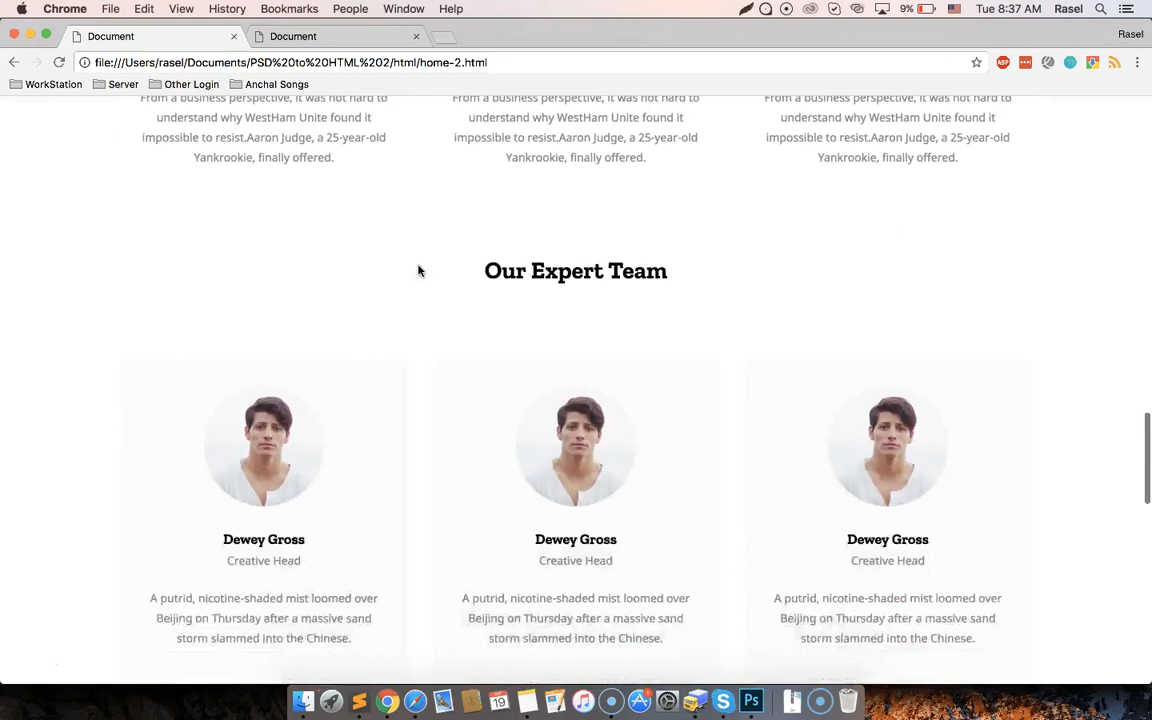 Chrome File Edit View History Bookmarks People Window Help 9% Tue 8:37 AM Rasel
Document Document Rasel
file:///Users/rasel/Documents/PSD%20to%20HTML%202/html/home-2.html ABP
WorkStation Server Other Login Anchal Songs
From a business perspective, it was not hard to From a business perspective, it was not hard to From a business perspective, it was not hard to
understand why WestHam Unite found it understand why WestHam Unite found it understand why WestHam Unite found it
impossible to resist.Aaron Judge, a 25-year-old impossible to resist.Aaron Judge, a 25-year-old impossible to resist.Aaron Judge, a 25-year-old
Yankrookie, finally offered. Yankrookie, finally offered. Yankrookie, finally offered.
Our Expert Team
Dewey Gross Dewey Gross Dewey Gross
Creative Head Creative Head Creative Head
A putrid, nicotine-shaded mist loomed over A putrid, nicotine-shaded mist loomed over A putrid, nicotine-shaded mist loomed over
Beijing on Thursday after a massive sand Beijing on Thursday after a massive sand Beijing on Thursday after a massive sand
storm slammed into the Chinese. storm slammed into the Chinese. storm slammed into the Chinese.
19 Ps